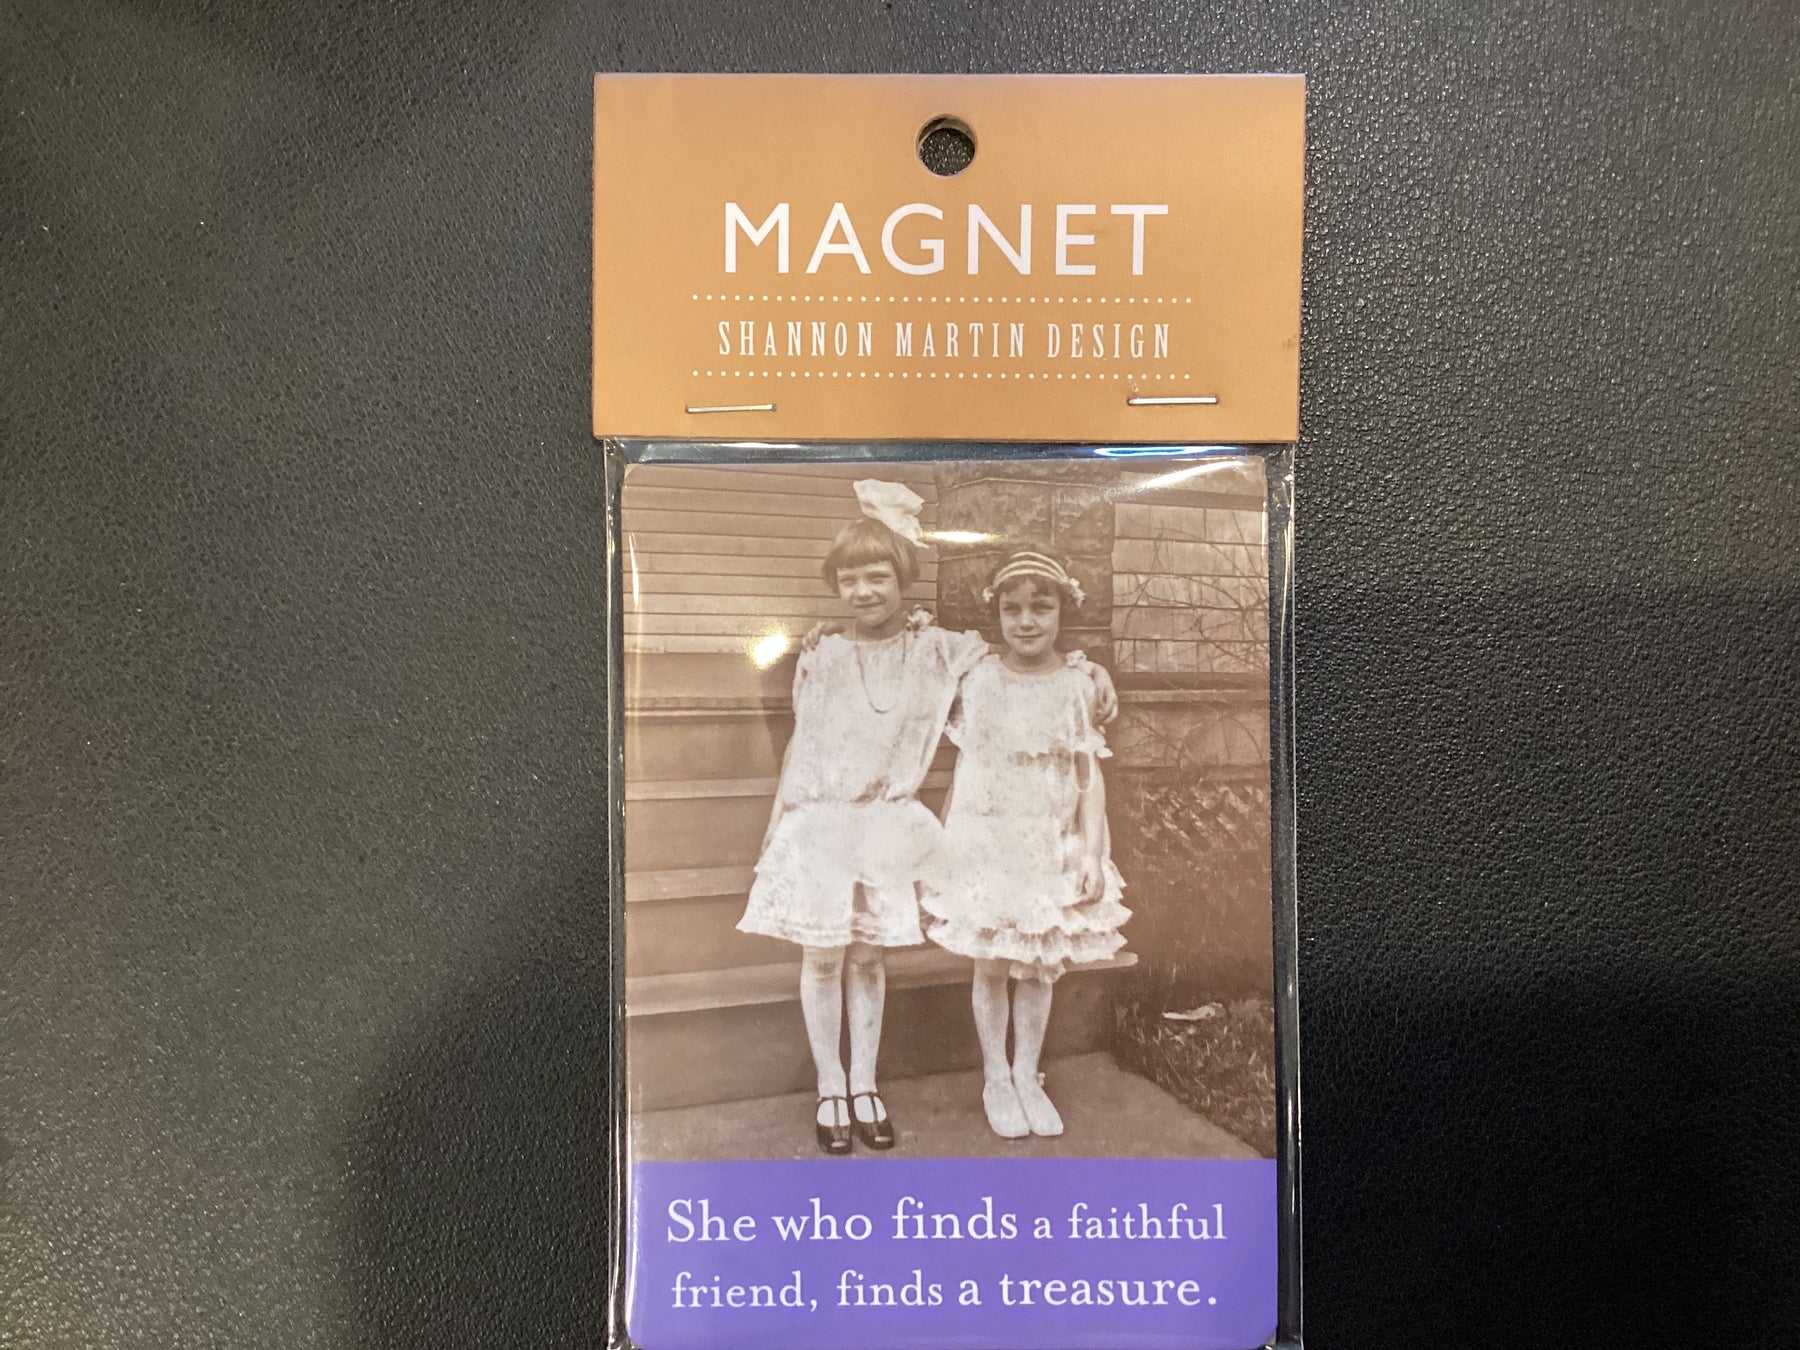 MAGNET
SHANNON MARTIN DESIGN
She who finds a faithful
friend, finds a treasure.